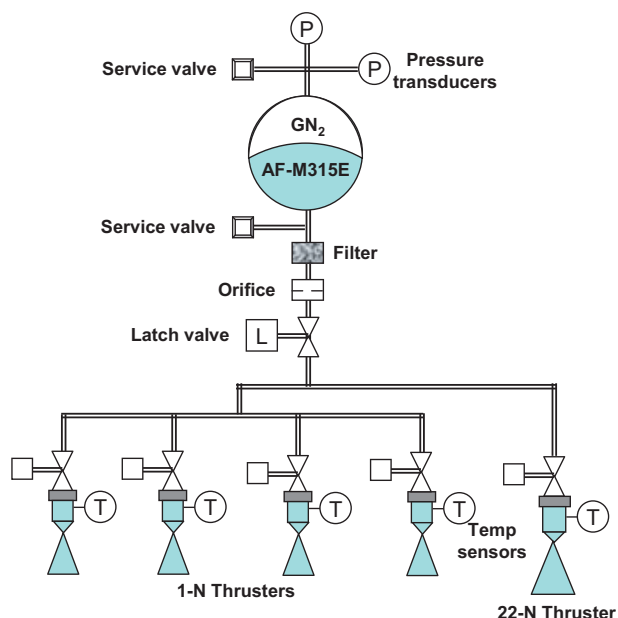 P
Service valve
P
Pressure
transducers
GN₂
AF-M315E
Service valve
Filter
Orifice
Latch valve
L
T
T
T
T
T
Temp
sensors
1-N Thrusters
22-N Thruster